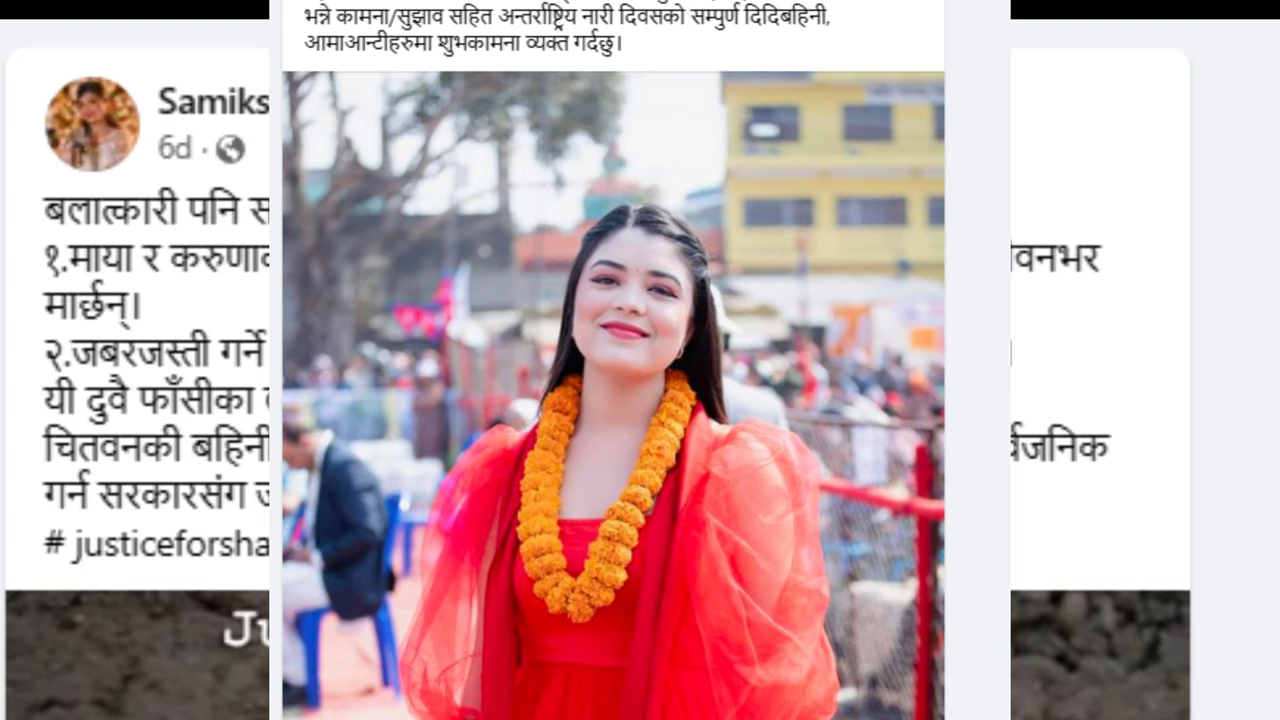 भन्ने कामना/सुझाव सहित अन्तर्राष्ट्रिय नारी दिवसको सम्पुर्ण दिदिबहिनी,
आमाआन्टीहरुमा शुभकामना व्यक्त गर्दछु।
Samiks
6d ·
बलात्कारी पनि
१.माया र करुणा
वनभर
मार्छन्।
२.जबरजस्ती गर्ने
यी दुवै फाँसीका
चितवनकी बहिनी
र्वजनिक
गर्न सरकारसंग
# justiceforsha
Ju